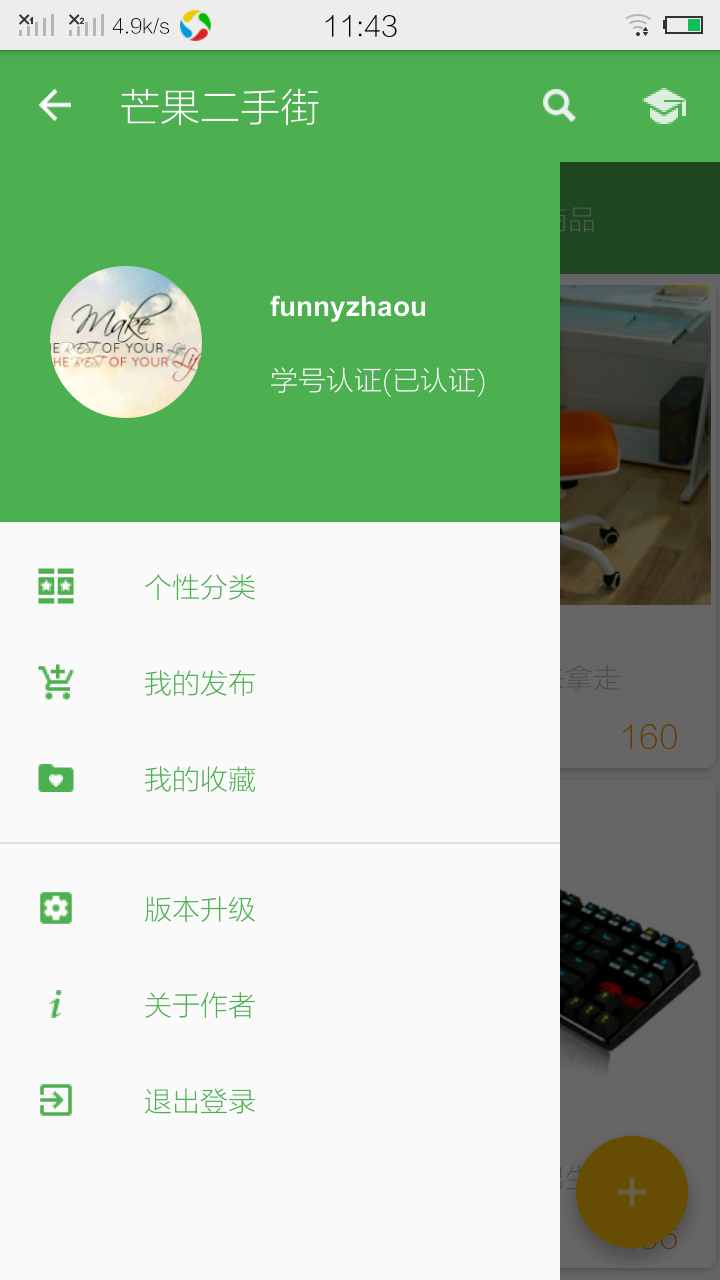 4.9k/s
11:43
芒果二手街
商品
funnyzhaou
学号认证(已认证)
个性分类
我的发布
拿走
160
我的收藏
版本升级
关于作者
退出登录